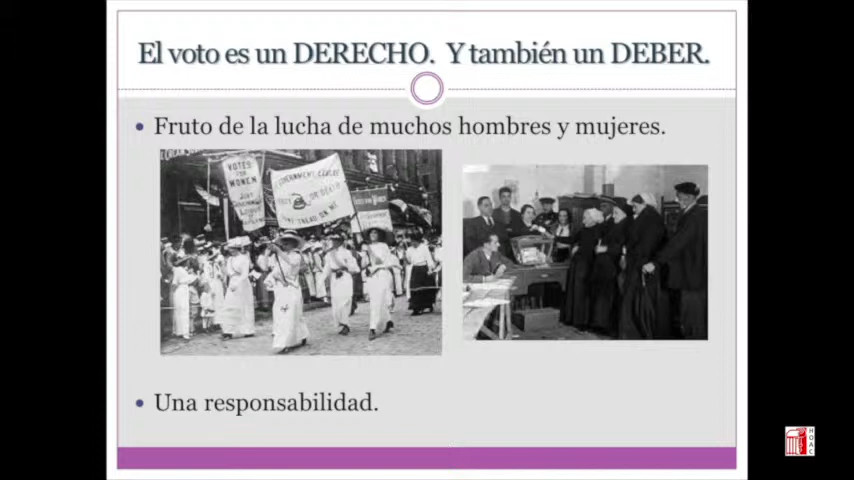 El voto es un DERECHO. Y también un DEBER.
Fruto de la lucha de muchos hombres y mujeres.
VOTES
FOR
WOMEN
Una responsabilidad.
HOAC